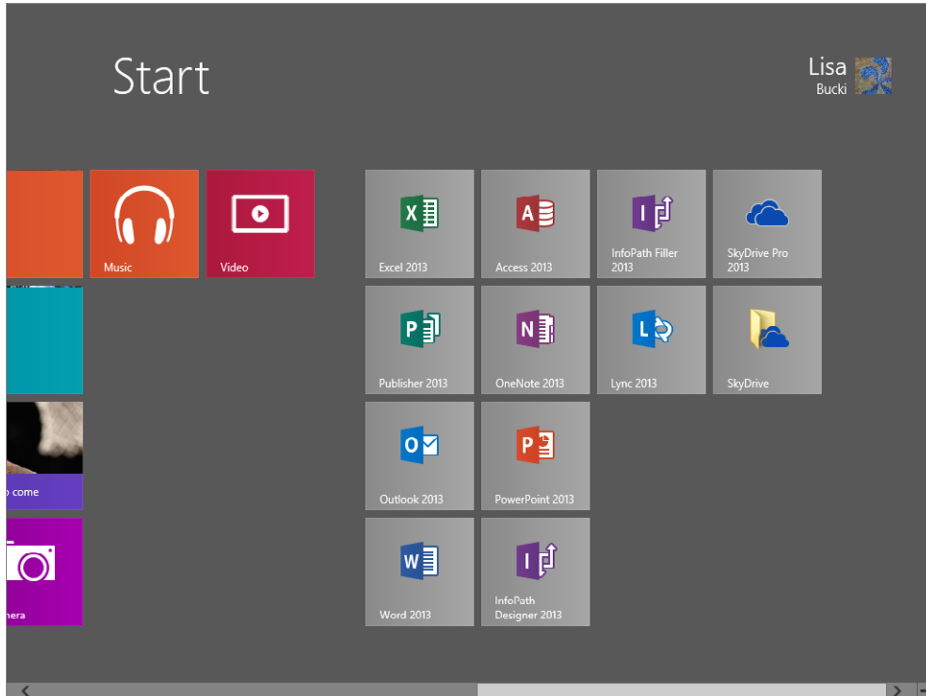 Start
Lisa
Bucki
Music
Video
Excel 2013
Access 2013
InfoPath Filler
2013
SkyDrive Pro
2013
Publisher 2013
OneNote 2013
Lync 2013
SkyDrive
come
Outlook 2013
PowerPoint 2013
Word 2013
InfoPath
Designer 2013